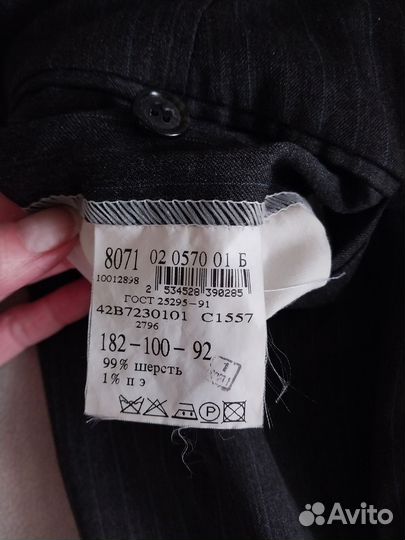 8071 02 0570 01 Б
10012898
2 534528 390285
ГОСТ 25295-91
42В7230101 С1557
2796
182-100-92
99% шерсть
1% п э
P
Avito